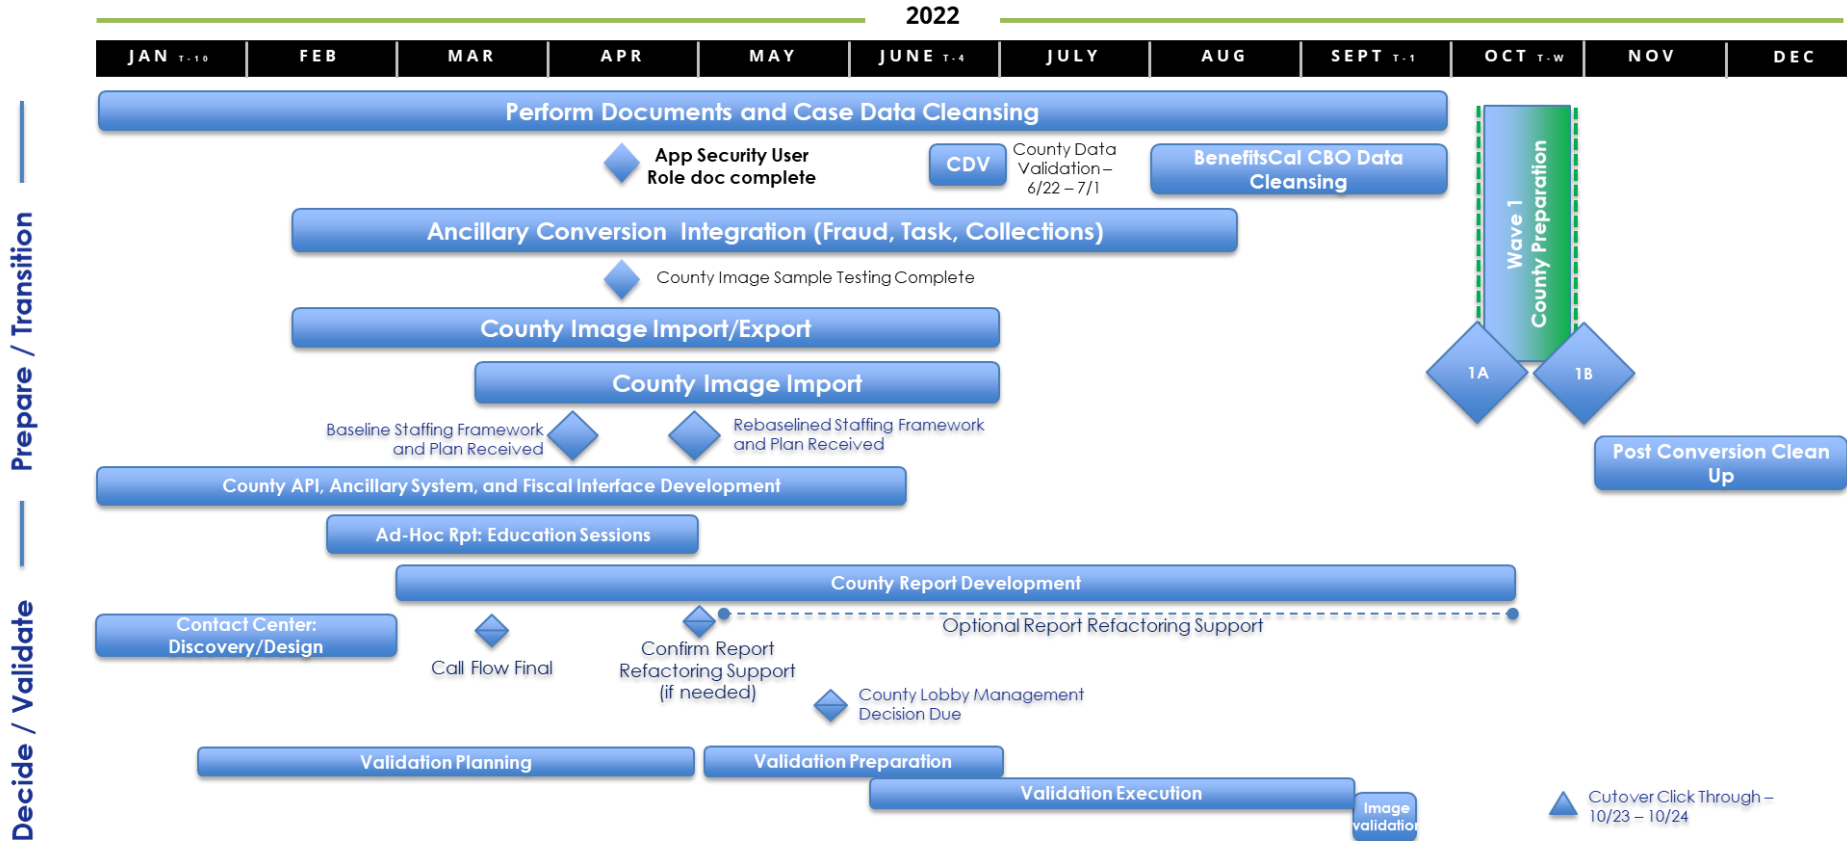 2022
JAN T-10 FEB MAR APR MAY JUNE T-4 JULY AUG SEPT T-1 OCT T-W NOV DEC
Prepare / Transition
Perform Documents and Case Data Cleansing
App Security User
Role doc complete
CDV
County Data
Validation –
6/22 – 7/1
BenefitsCal CBO Data
Cleansing
Wave 1
County Preparation
Ancillary Conversion Integration (Fraud, Task, Collections)
County Image Sample Testing Complete
County Image Import/Export
County Image Import
1A
1B
Baseline Staffing Framework
and Plan Received
Rebaselined Staffing Framework
and Plan Received
Post Conversion Clean
Up
County API, Ancillary System, and Fiscal Interface Development
Ad-Hoc Rpt: Education Sessions
Decide / Validate
County Report Development
Contact Center:
Discovery/Design
Call Flow Final
Confirm Report
Refactoring Support
(if needed)
Optional Report Refactoring Support
County Lobby Management
Decision Due
Validation Planning
Validation Preparation
Validation Execution
Image
validation
Cutover Click Through –
10/23 – 10/24